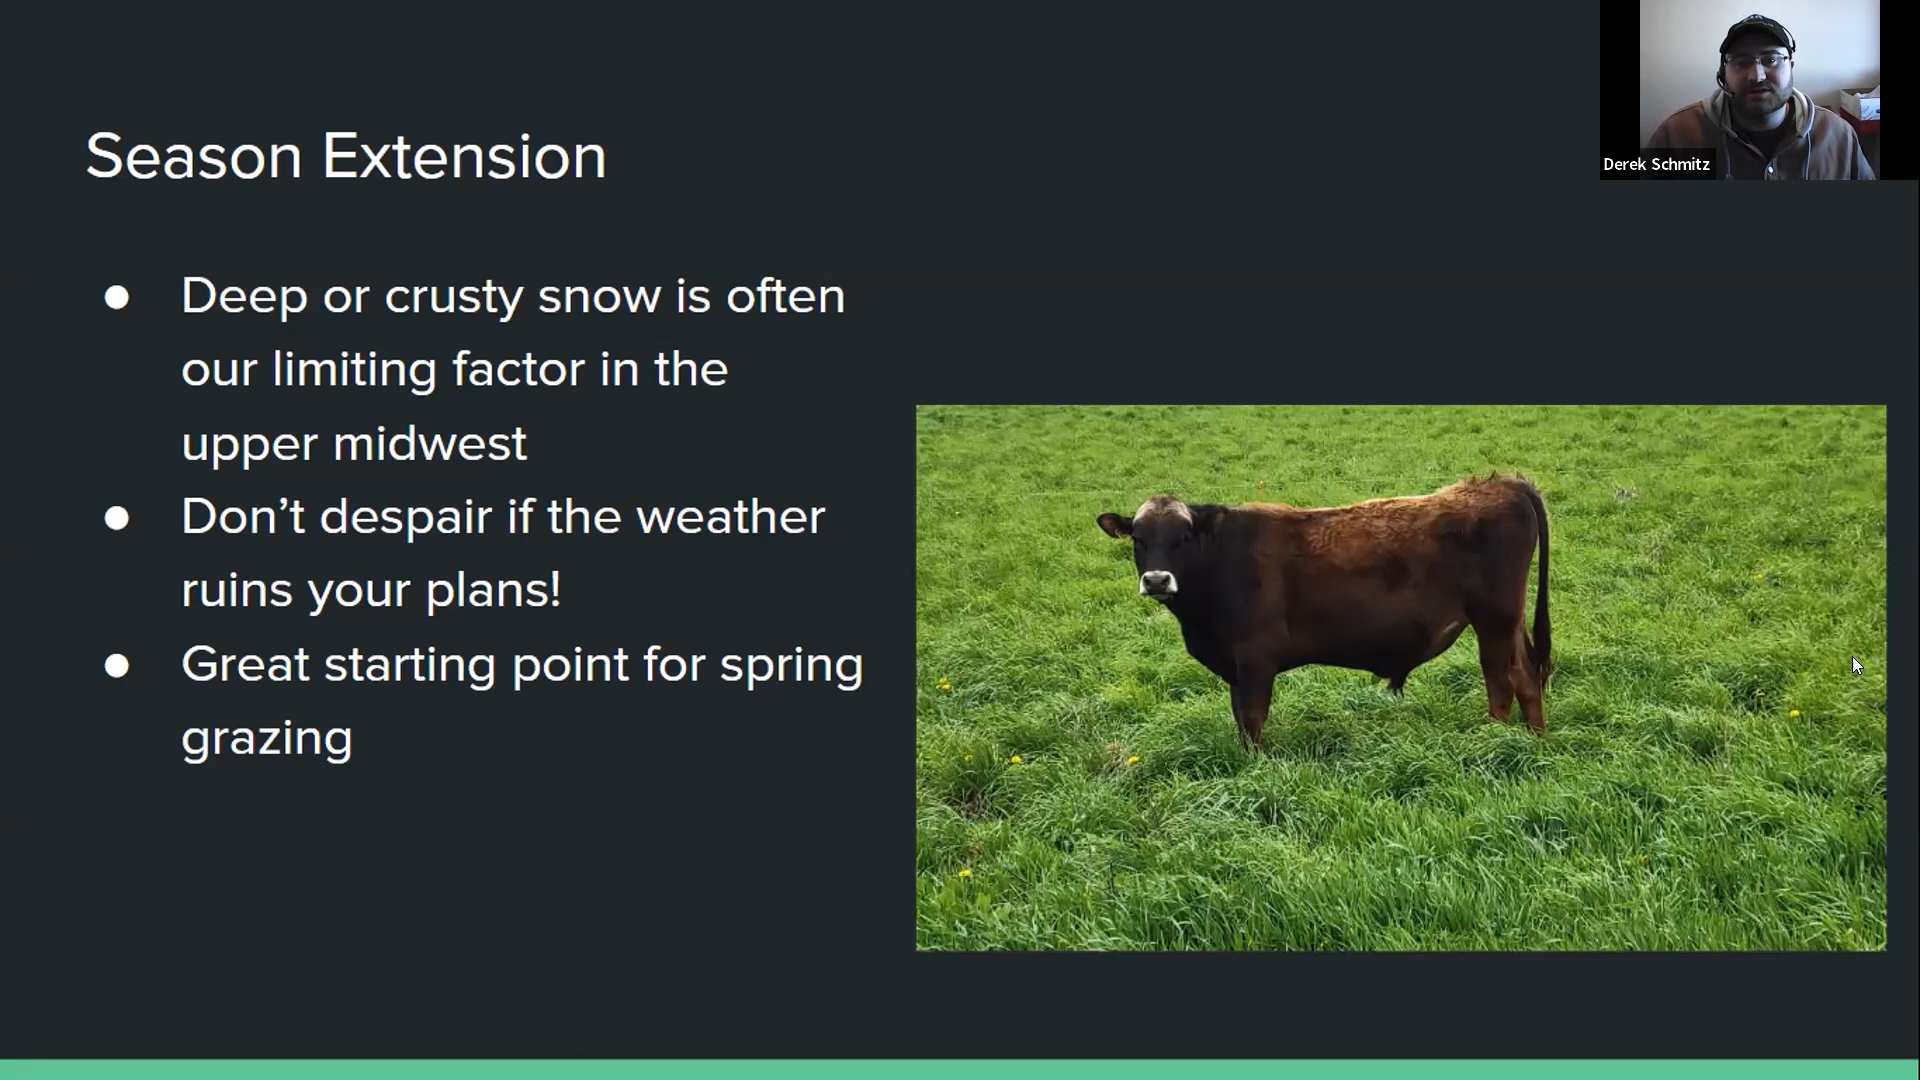 Season Extension
Derek Schmitz
● Deep or crusty snow is often
our limiting factor in the
upper midwest
● Don’t despair if the weather
ruins your plans!
● Great starting point for spring
grazing